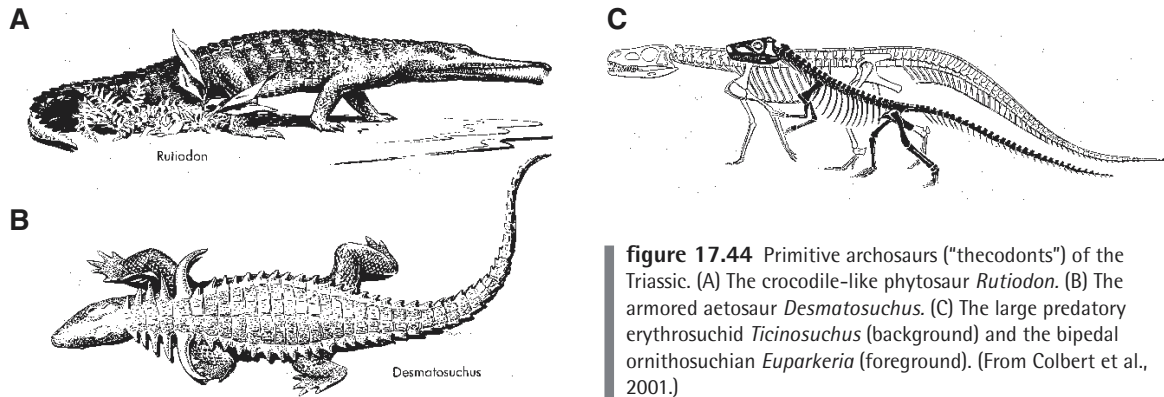 A
Rutiodon
B
Desmatosuchus
C
figure 17.44 Primitive archosaurs (“thecodonts”) of the
Triassic. (A) The crocodile-like phytosaur Rutiodon. (B) The
armored aetosaur Desmatosuchus. (C) The large predatory
erythrosuchid Ticinosuchus (background) and the bipedal
ornithosuchian Euparkeria (foreground). (From Colbert et al.,
2001.)